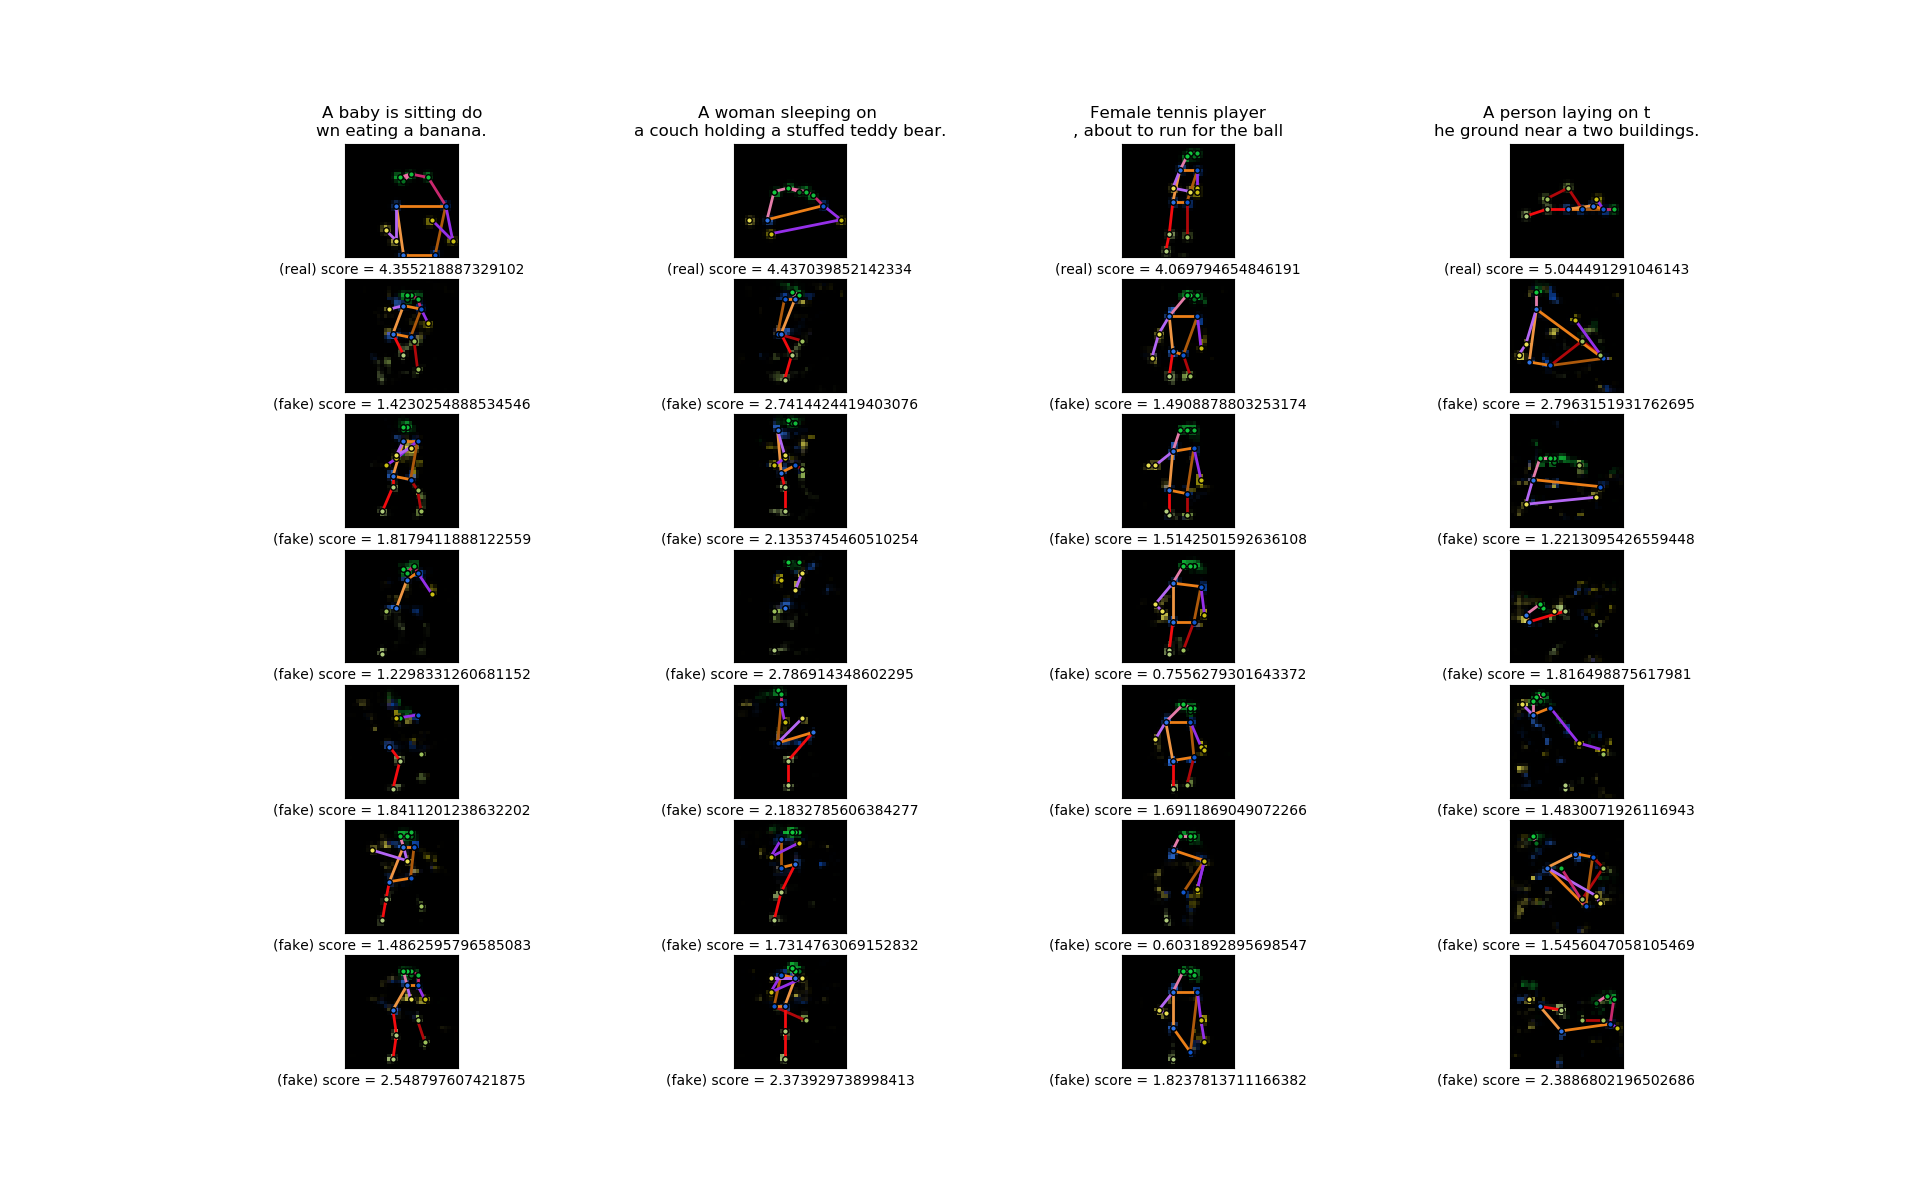 A baby is sitting do
wn eating a banana.
A woman sleeping on
a couch holding a stuffed teddy bear.
Female tennis player
, about to run for the ball
A person laying on t
he ground near a two buildings.
(real) score = 4.355218887329102
(real) score = 4.437039852142334
(real) score = 4.069794654846191
(real) score = 5.044491291046143
(fake) score = 1.4230254888534546
(fake) score = 2.7414424419403076
(fake) score = 1.4908878803253174
(fake) score = 2.7963151931762695
(fake) score = 1.8179411888122559
(fake) score = 2.1353745460510254
(fake) score = 1.5142501592636108
(fake) score = 1.2213095426559448
(fake) score = 1.2298331260681152
(fake) score = 2.786914348602295
(fake) score = 0.7556279301643372
(fake) score = 1.816498875617981
(fake) score = 1.8411201238632202
(fake) score = 2.1832785606384277
(fake) score = 1.6911869049072266
(fake) score = 1.4830071926116943
(fake) score = 1.4862595796585083
(fake) score = 1.7314763069152832
(fake) score = 0.6031892895698547
(fake) score = 1.5456047058105469
(fake) score = 2.548797607421875
(fake) score = 2.373929738998413
(fake) score = 1.8237813711166382
(fake) score = 2.3886802196502686